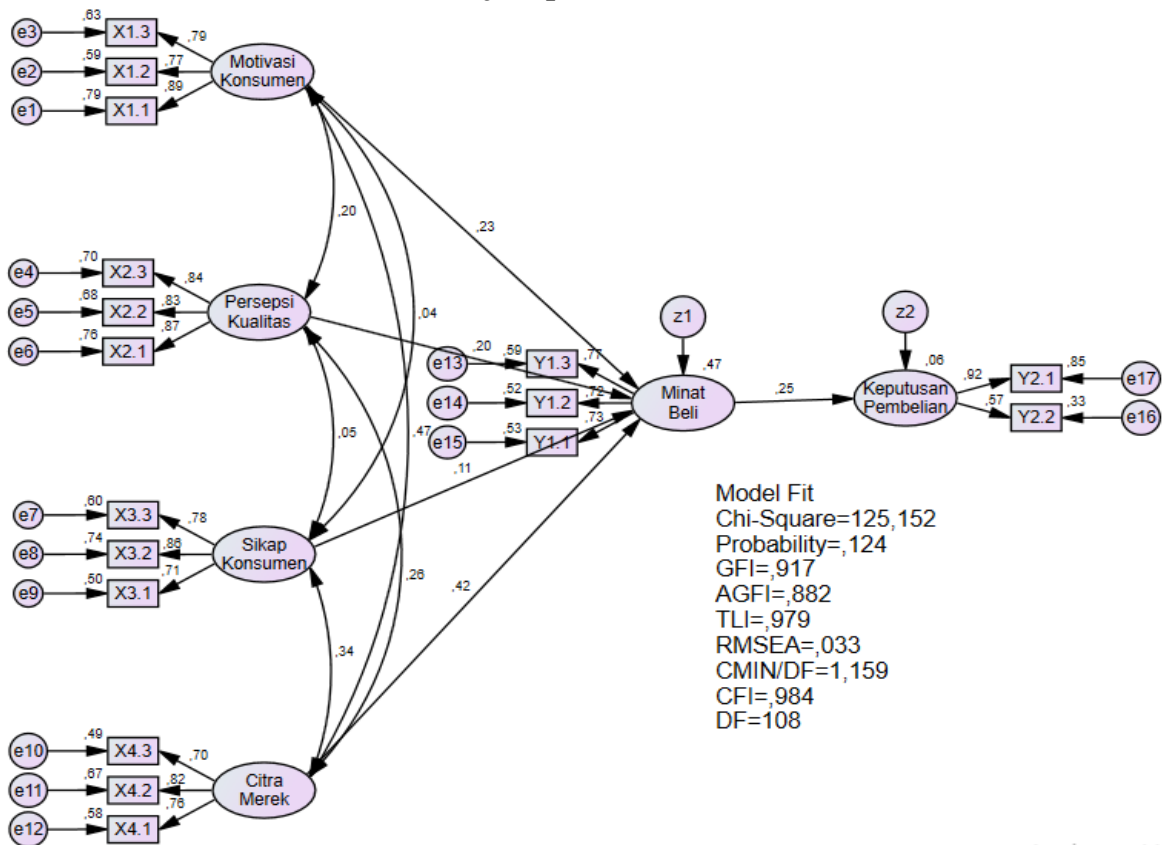 ,63
e3
X1.3
,79
,59
e2
X1.2
,77
,79
e1
X1.1
,89
Motivasi
Konsumen
,70
e4
X2.3
,84
,68
e5
X2.2
,83
,76
e6
X2.1
,87
Persepsi
Kualitas
,60
e7
X3.3
,78
,74
e8
X3.2
,86
,50
e9
X3.1
,71
Sikap
Konsumen
,49
e10
X4.3
,70
,67
e11
X4.2
,82
,58
e12
X4.1
,76
Citra
Merek
,20
,04
,05
,47
,26
,34
,23
,20
,11
,42
e13
,59
Y1.3
,77
e14
,52
Y1.2
,72
e15
,53
Y1.1
,73
z1
,47
Minat
Beli
,25
z2
,06
Keputusan
Pembelian
,92
Y2.1
,85
e17
,57
Y2.2
,33
e16
Model Fit
Chi-Square=125,152
Probability=,124
GFI=,917
AGFI=,882
TLI=,979
RMSEA=,033
CMIN/DF=1,159
CFI=,984
DF=108